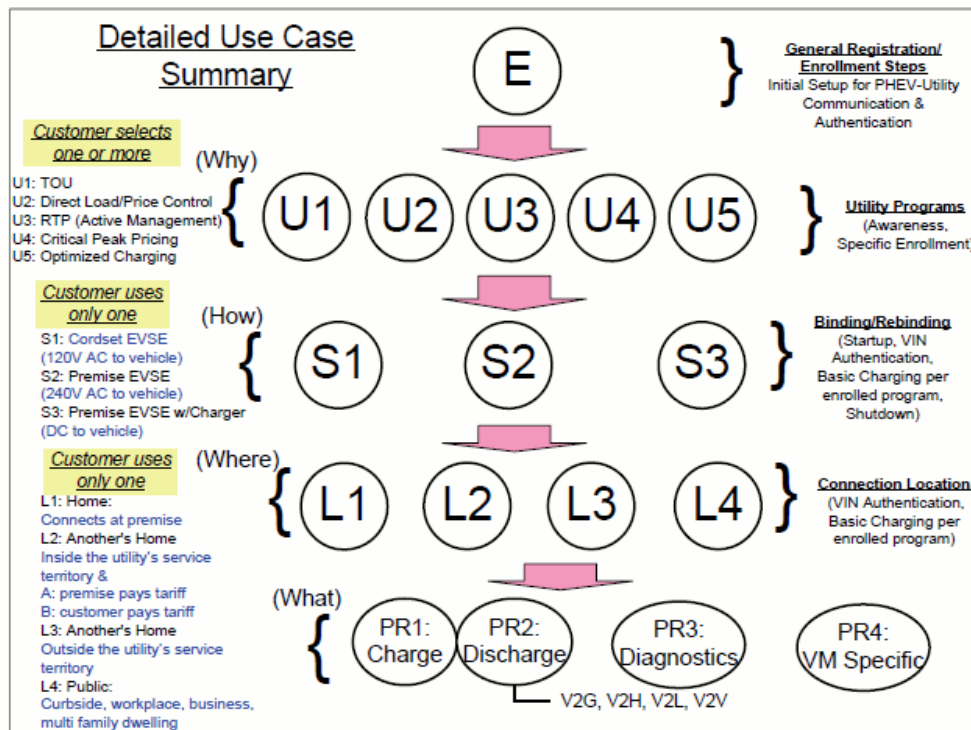 Detailed Use Case
Summary
E
General Registration/
Enrollment Steps
Initial Setup for PHEV-Utility
Communication &
Authentication
Customer selects
one or more
(Why)
U1: TOU
U2: Direct Load/Price Control
U3: RTP (Active Management)
U4: Critical Peak Pricing
U5: Optimized Charging
{
U1
U2
U3
U4
U5
Utility Programs
(Awareness,
Specific Enrollment)
Customer uses
only one
(How)
S1: Cordset EVSE
(120V AC to vehicle)
S2: Premise EVSE
(240V AC to vehicle)
S3: Premise EVSE w/Charger
(DC to vehicle)
S1
S2
S3
Binding/Rebinding
(Startup, VIN
Authentication,
Basic Charging per
enrolled program,
Shutdown)
Customer uses
only one
(Where)
L1: Home:
Connects at premise
L2: Another's Home
Inside the utility's service
territory &
A: premise pays tariff
B: customer pays tariff
L3: Another's Home
Outside the utility's service
territory
L4: Public:
Curbside, workplace, business,
multi family dwelling
L1
L2
L3
L4
Connection Location
(VIN Authentication,
Basic Charging per
enrolled program)
(What)
PR1:
Charge
PR2:
Discharge
PR3:
Diagnostics
PR4:
VM Specific
V2G, V2H, V2L, V2V